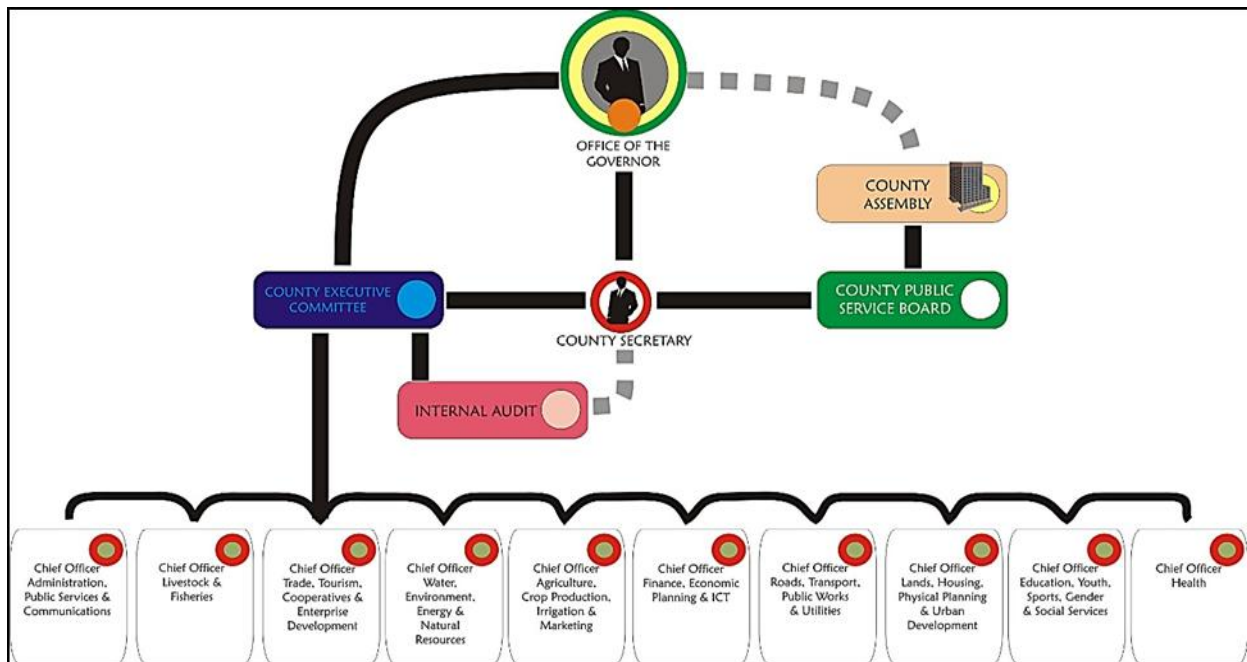 OFFICE OF THE
GOVERNOR
COUNTY
ASSEMBLY
COUNTY EXECUTIVE
COMMITTEE
COUNTY SECRETARY
COUNTY PUBLIC
SERVICE BOARD
INTERNAL AUDIT
Chief Officer
Administration,
Public Services &
Communications
Chief Officer
Livestock &
Fisheries
Chief Officer
Trade, Tourism,
Cooperatives &
Enterprise
Development
Chief Officer
Water,
Environment,
Energy &
Natural
Resources
Chief Officer
Agriculture,
Crop Production,
Irrigation &
Marketing
Chief Officer
Finance, Economic
Planning & ICT
Chief Officer
Roads, Transport,
Public Works
& Utilities
Chief Officer
Lands, Housing,
Physical Planning
& Urban
Development
Chief Officer
Education, Youth,
Sports, Gender
& Social Services
Chief Officer
Health